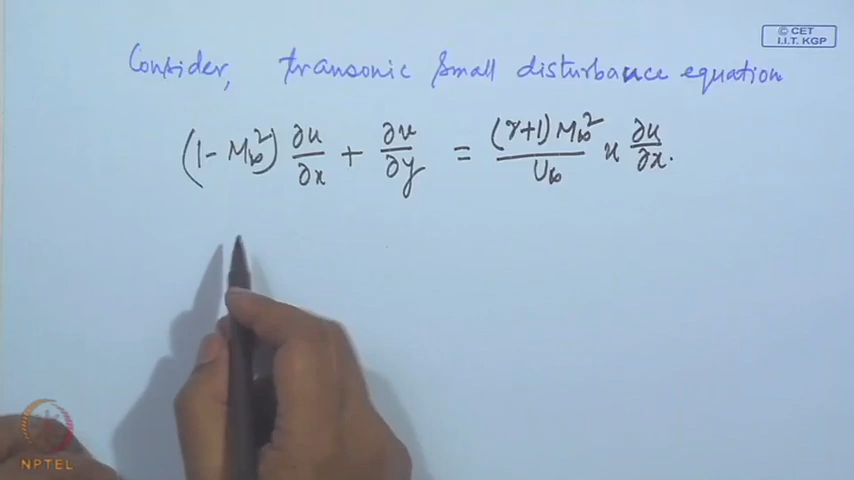 © CET
I.I.T. KGP
Consider, transonic small disturbance equation
(1 - M∞²) ∂u/∂x + ∂v/∂y = (γ+1) M∞² / U∞ u ∂u/∂x.
NPTEL